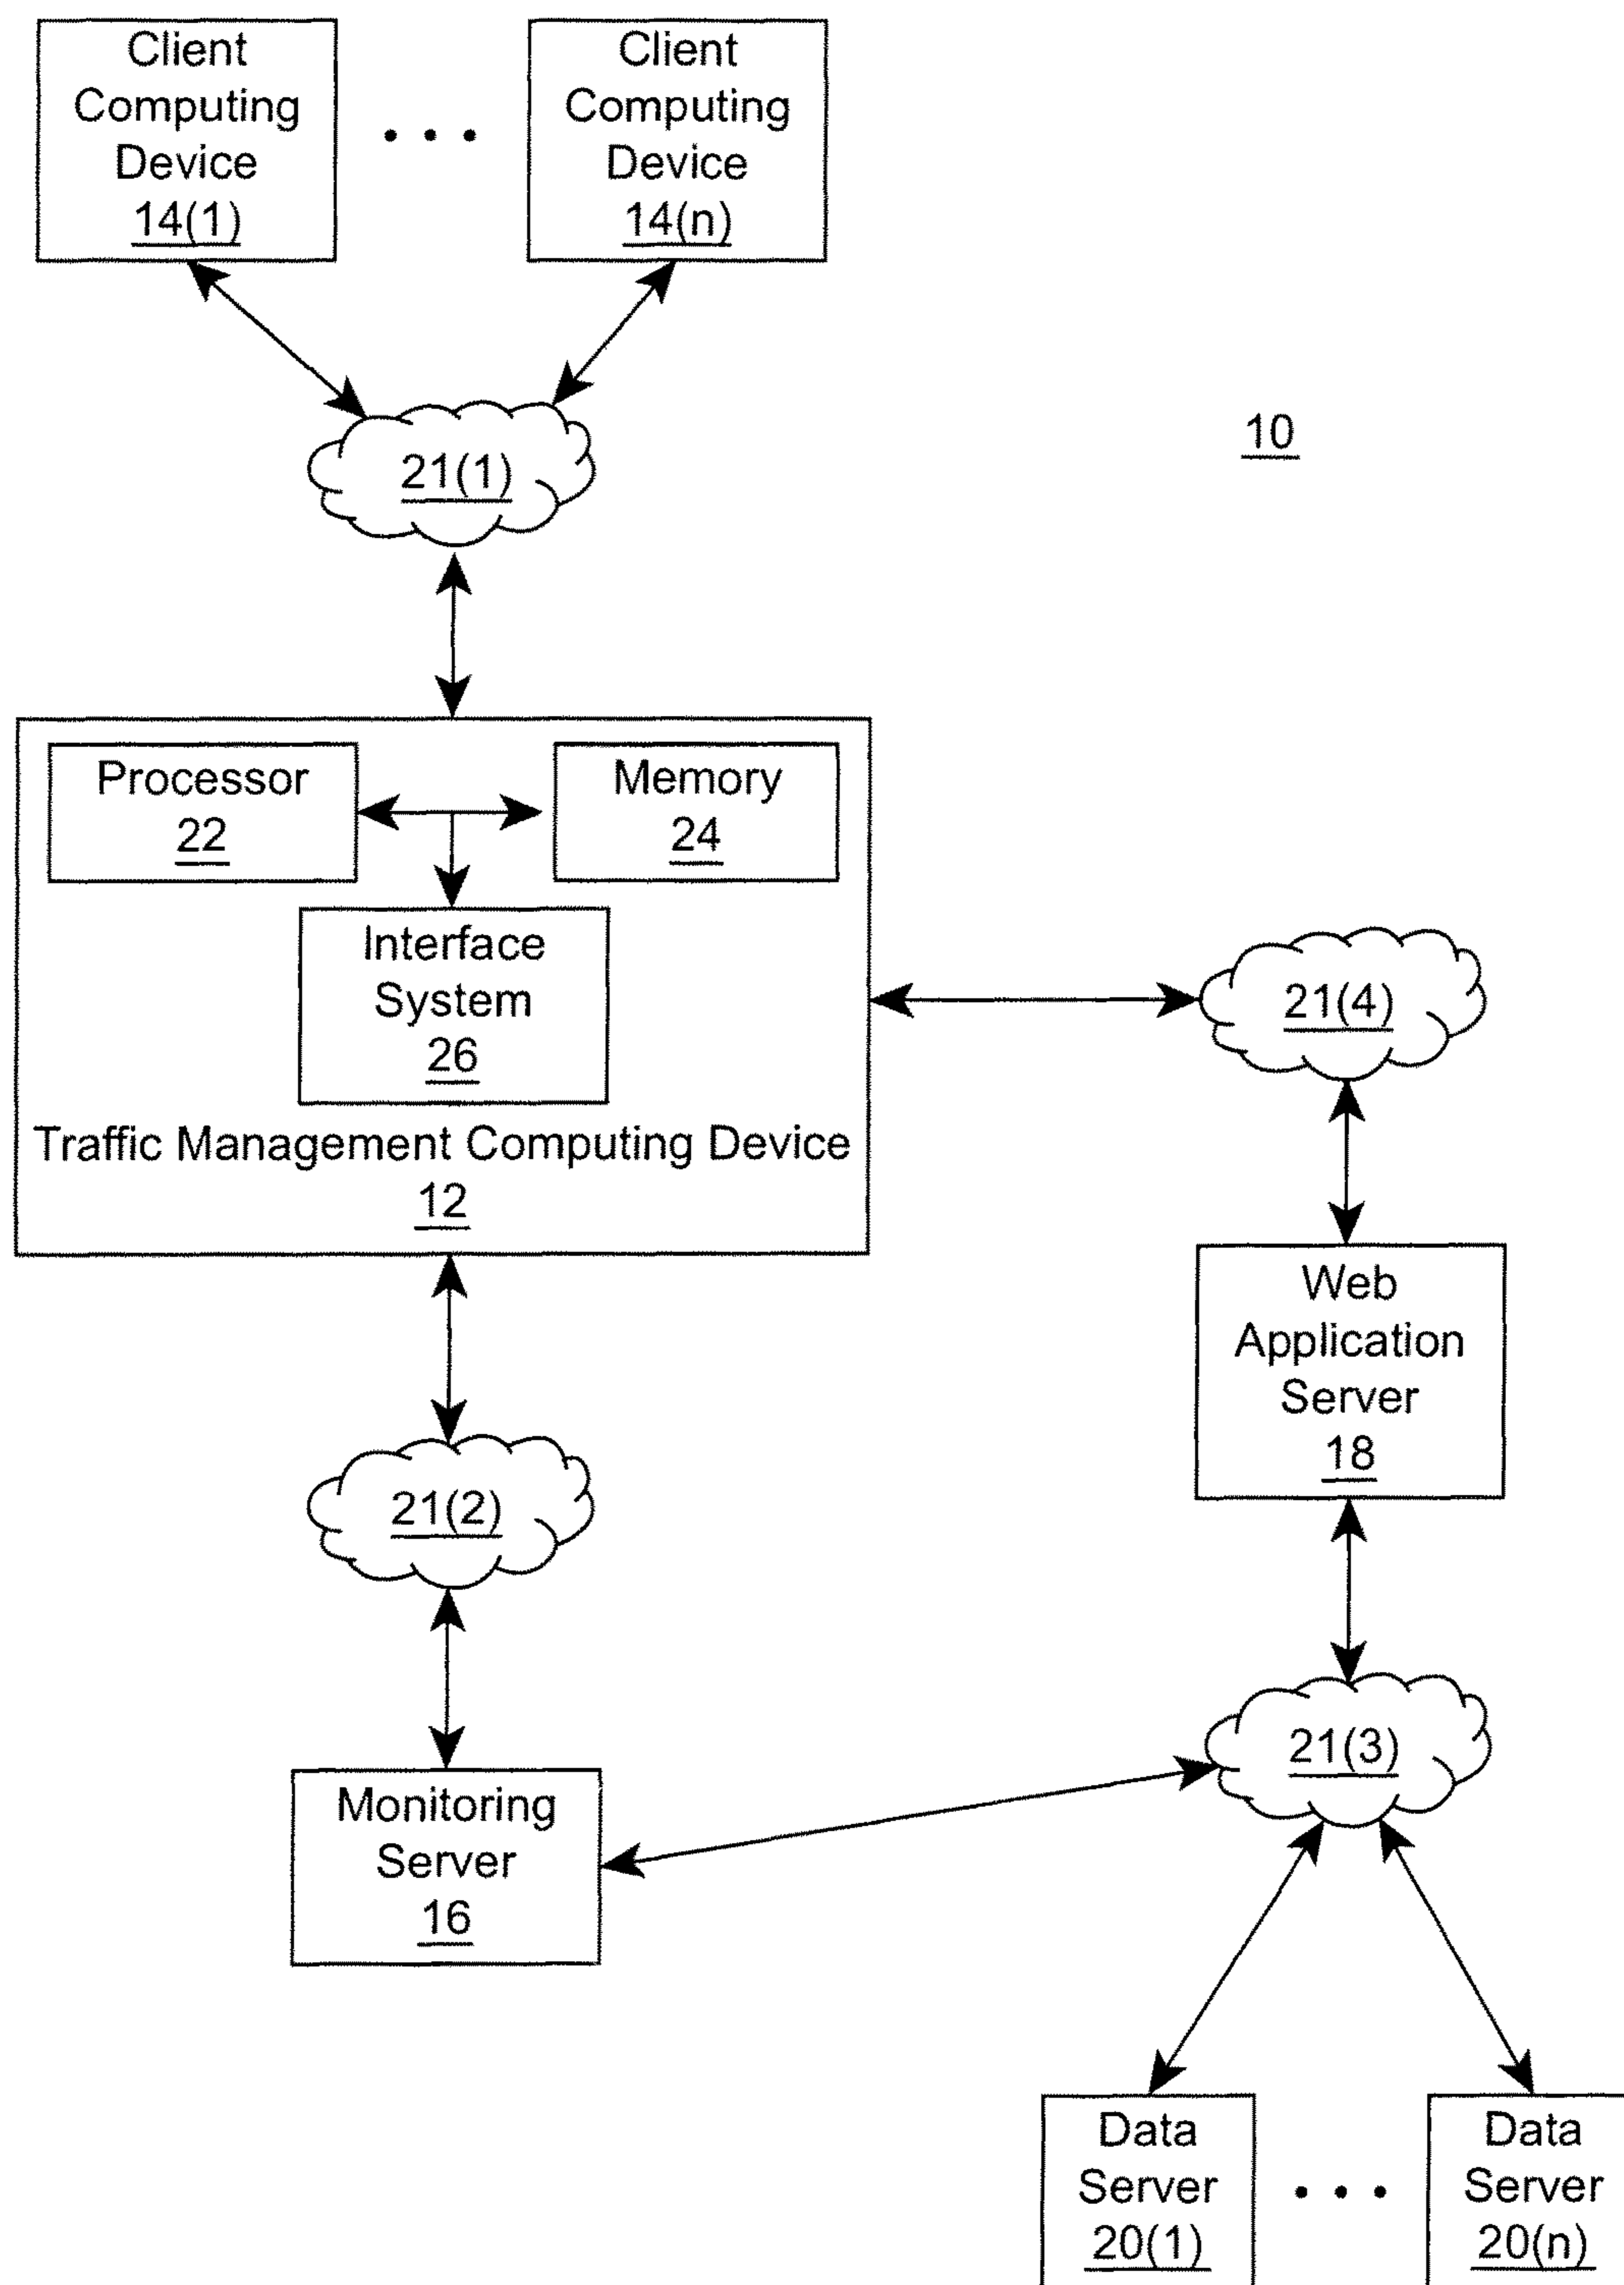 Client
Computing
Device
14(1)
• • •
Client
Computing
Device
14(n)
21(1)
10
Processor
22
Memory
24
Interface
System
26
Traffic Management Computing Device
12
21(4)
Web
Application
Server
18
21(2)
21(3)
Monitoring
Server
16
Data
Server
20(1)
• • •
Data
Server
20(n)